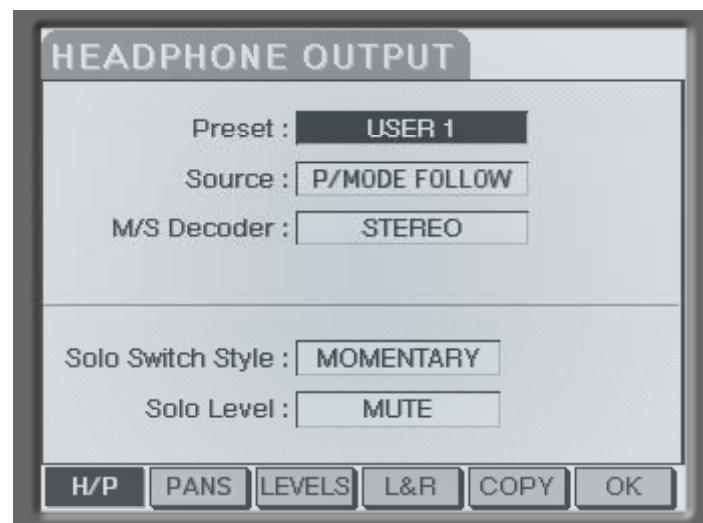 HEADPHONE OUTPUT
Preset : USER 1
Source : P/MODE FOLLOW
M/S Decoder : STEREO
Solo Switch Style : MOMENTARY
Solo Level : MUTE
H/P PANS LEVELS L&R COPY OK